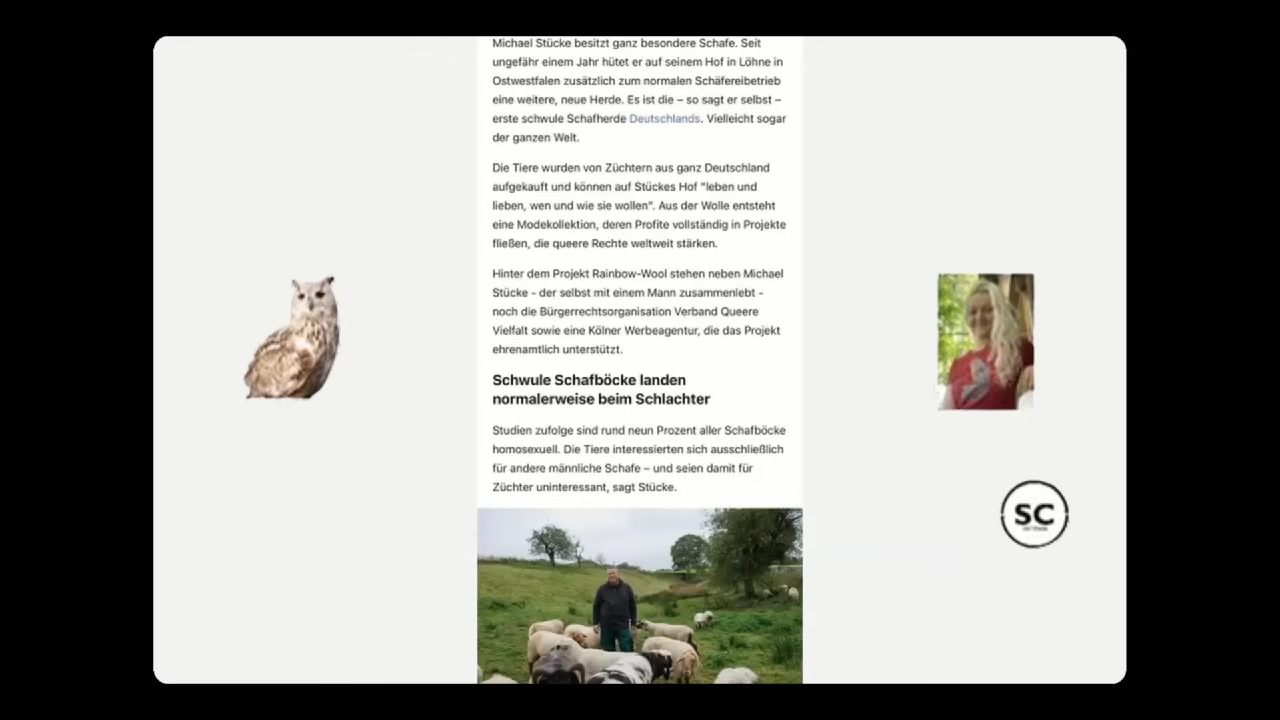 Michael Stücke besitzt ganz besondere Schafe. Seit
ungefähr einem Jahr hütet er auf seinem Hof in Löhne in
Ostwestfalen zusätzlich zum normalen Schäfereibetrieb
eine weitere, neue Herde. Es ist die – so sagt er selbst –
erste schwule Schafherde Deutschlands. Vielleicht sogar
der ganzen Welt.
Die Tiere wurden von Züchtern aus ganz Deutschland
aufgekauft und können auf Stückes Hof "leben und
lieben, wen und wie sie wollen". Aus der Wolle entsteht
eine Modekollektion, deren Profite vollständig in Projekte
fließen, die queere Rechte weltweit stärken.
Hinter dem Projekt Rainbow-Wool stehen neben Michael
Stücke - der selbst mit einem Mann zusammenlebt -
noch die Bürgerrechtsorganisation Verband Queere
Vielfalt sowie eine Kölner Werbeagentur, die das Projekt
ehrenamtlich unterstützt.
Schwule Schafböcke landen
normalerweise beim Schlachter
Studien zufolge sind rund neun Prozent aller Schafböcke
homosexuell. Die Tiere interessierten sich ausschließlich
für andere männliche Schafe – und seien damit für
Züchter uninteressant, sagt Stücke.
SC